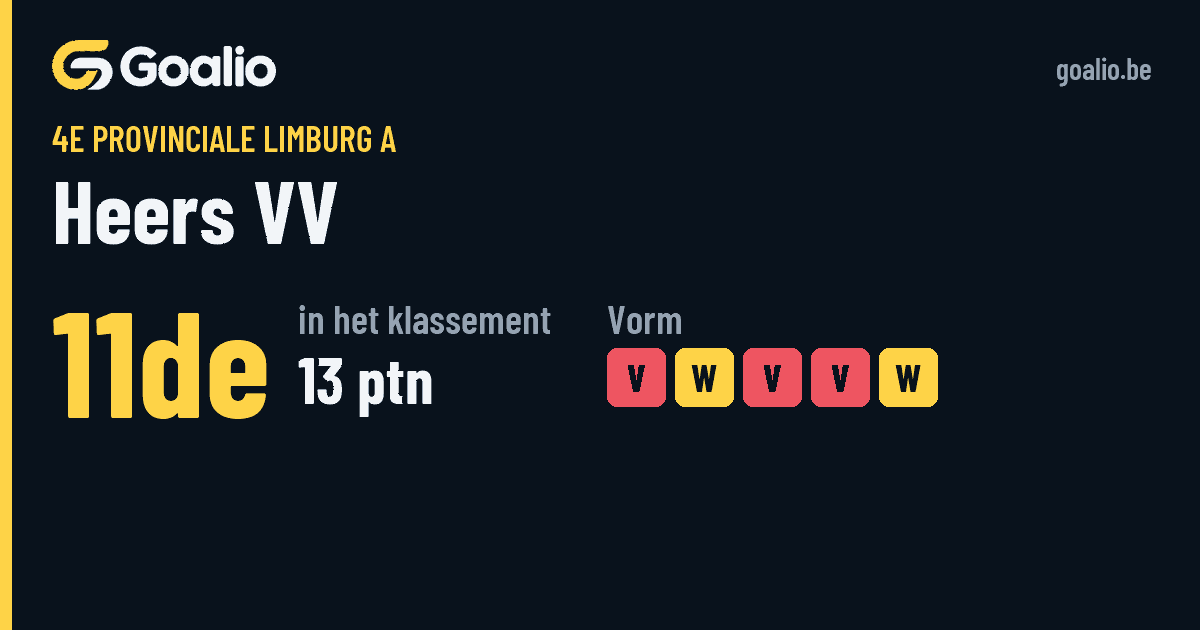 Goalio
goalio.be
4E PROVINCIALE LIMBURG A
Heers VV
11de
in het klassement
13 ptn
Vorm
V W V V W